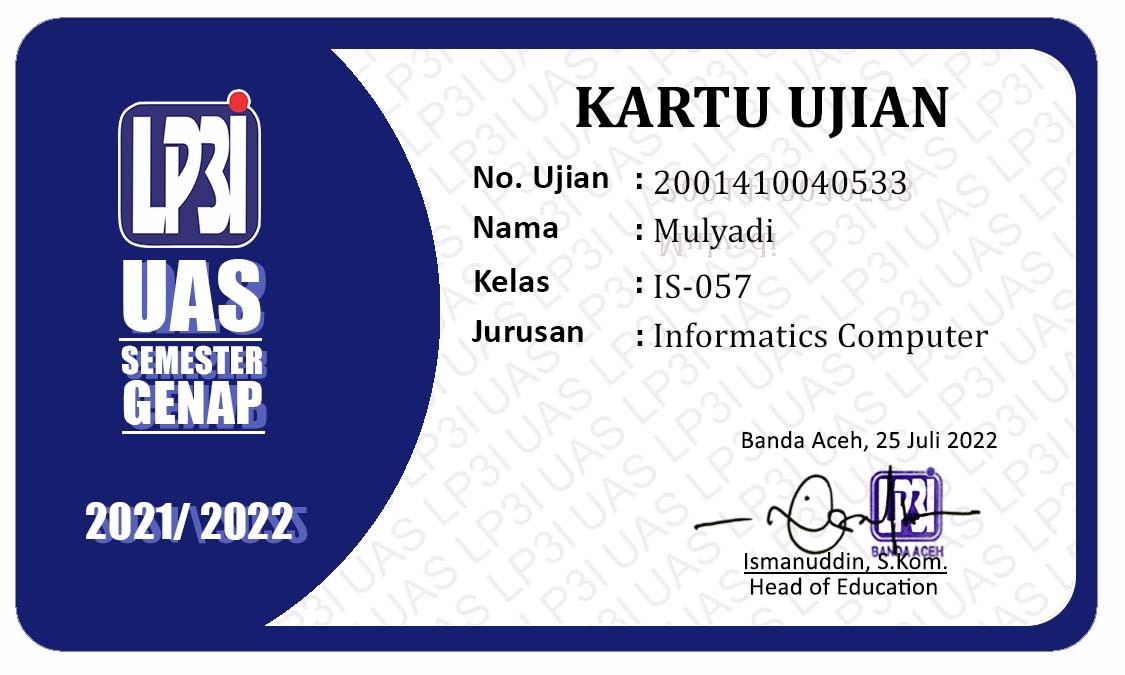 LP3I
UAS
SEMESTER
GENAP
2021/ 2022
KARTU UJIAN
No. Ujian : 2001410040533
Nama : Mulyadi
Kelas : IS-057
Jurusan : Informatics Computer
Banda Aceh, 25 Juli 2022
LP3I
BANDA ACEH
Ismanuddin, S.Kom.
Head of Education